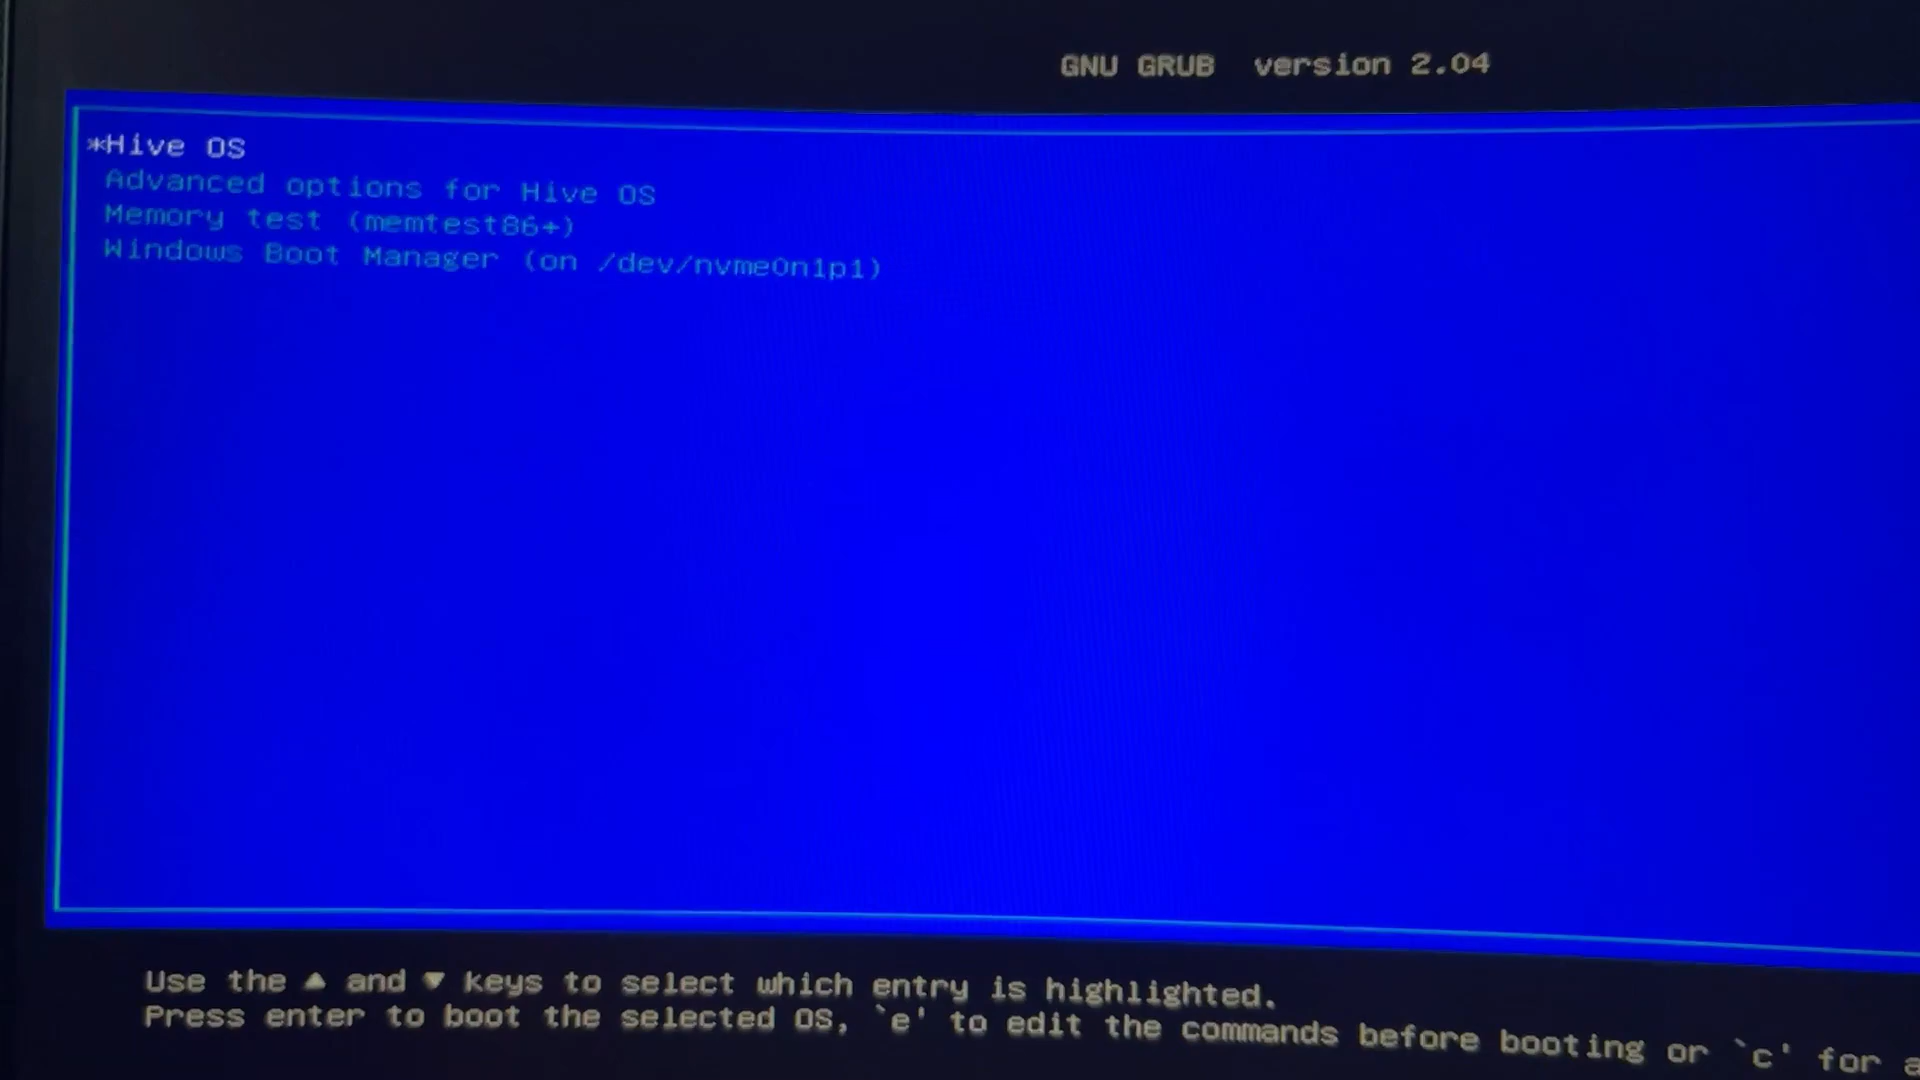 GNU GRUB version 2.04
*Hive OS
Advanced options for Hive OS
Memory test (memtest86+)
Windows Boot Manager (on /dev/nvme0n1p1)
Use the ▲ and ▼ keys to select which entry is highlighted.
Press enter to boot the selected OS, `e' to edit the commands before booting or `c' for a